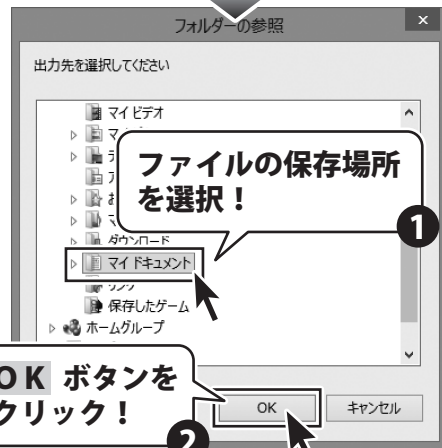 フォルダーの参照
×
出力先を選択してください
マイ ビデオ
ファイルの保存場所
を選択！
1
ダウンロード
マイ ドキュメント
リンク
保存したゲーム
ホームグループ
OK ボタンを
クリック！
2
OK
キャンセル